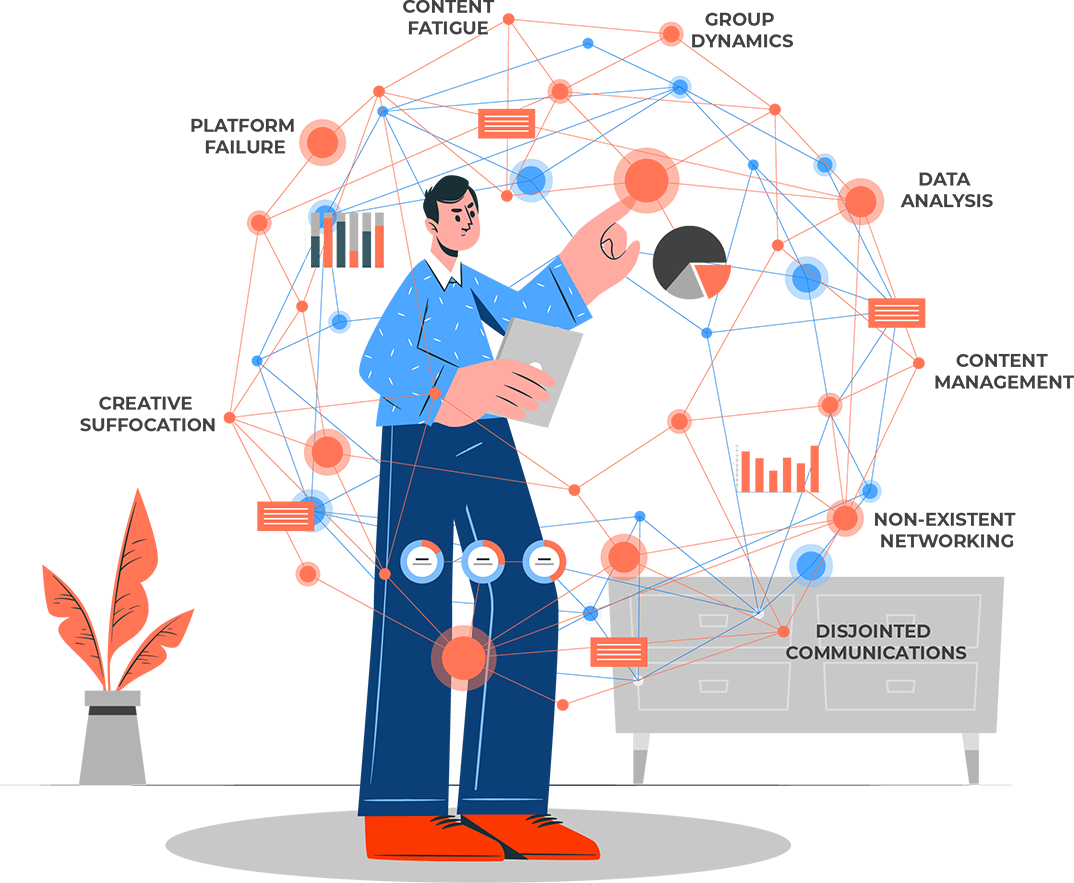 CONTENT
FATIGUE
GROUP
DYNAMICS
PLATFORM
FAILURE
DATA
ANALYSIS
CONTENT
MANAGEMENT
CREATIVE
SUFFOCATION
NON-EXISTENT
NETWORKING
DISJOINTED
COMMUNICATIONS